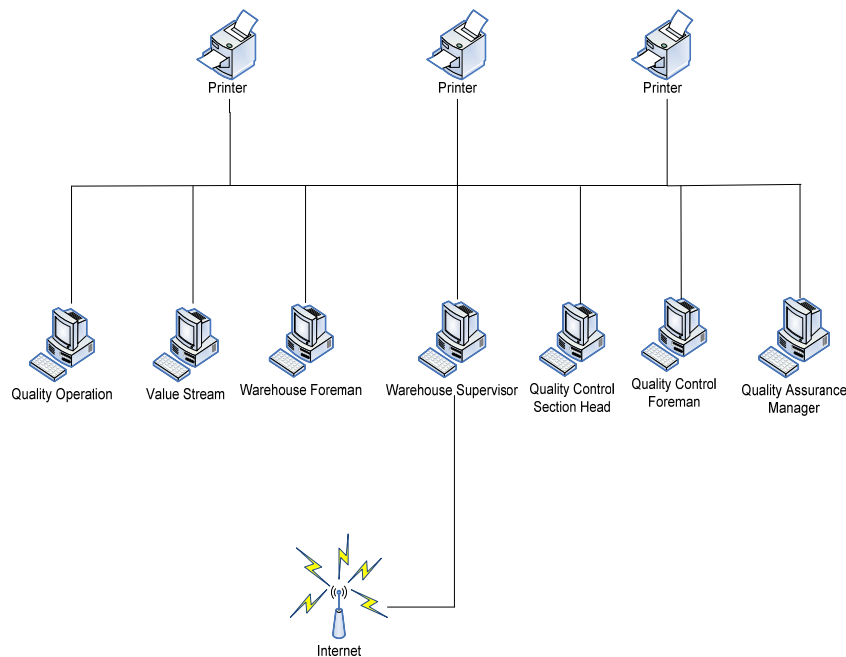 Printer
Printer
Printer
Quality Operation
Value Stream
Warehouse Foreman
Warehouse Supervisor
Quality Control
Section Head
Quality Control
Foreman
Quality Assurance
Manager
Internet